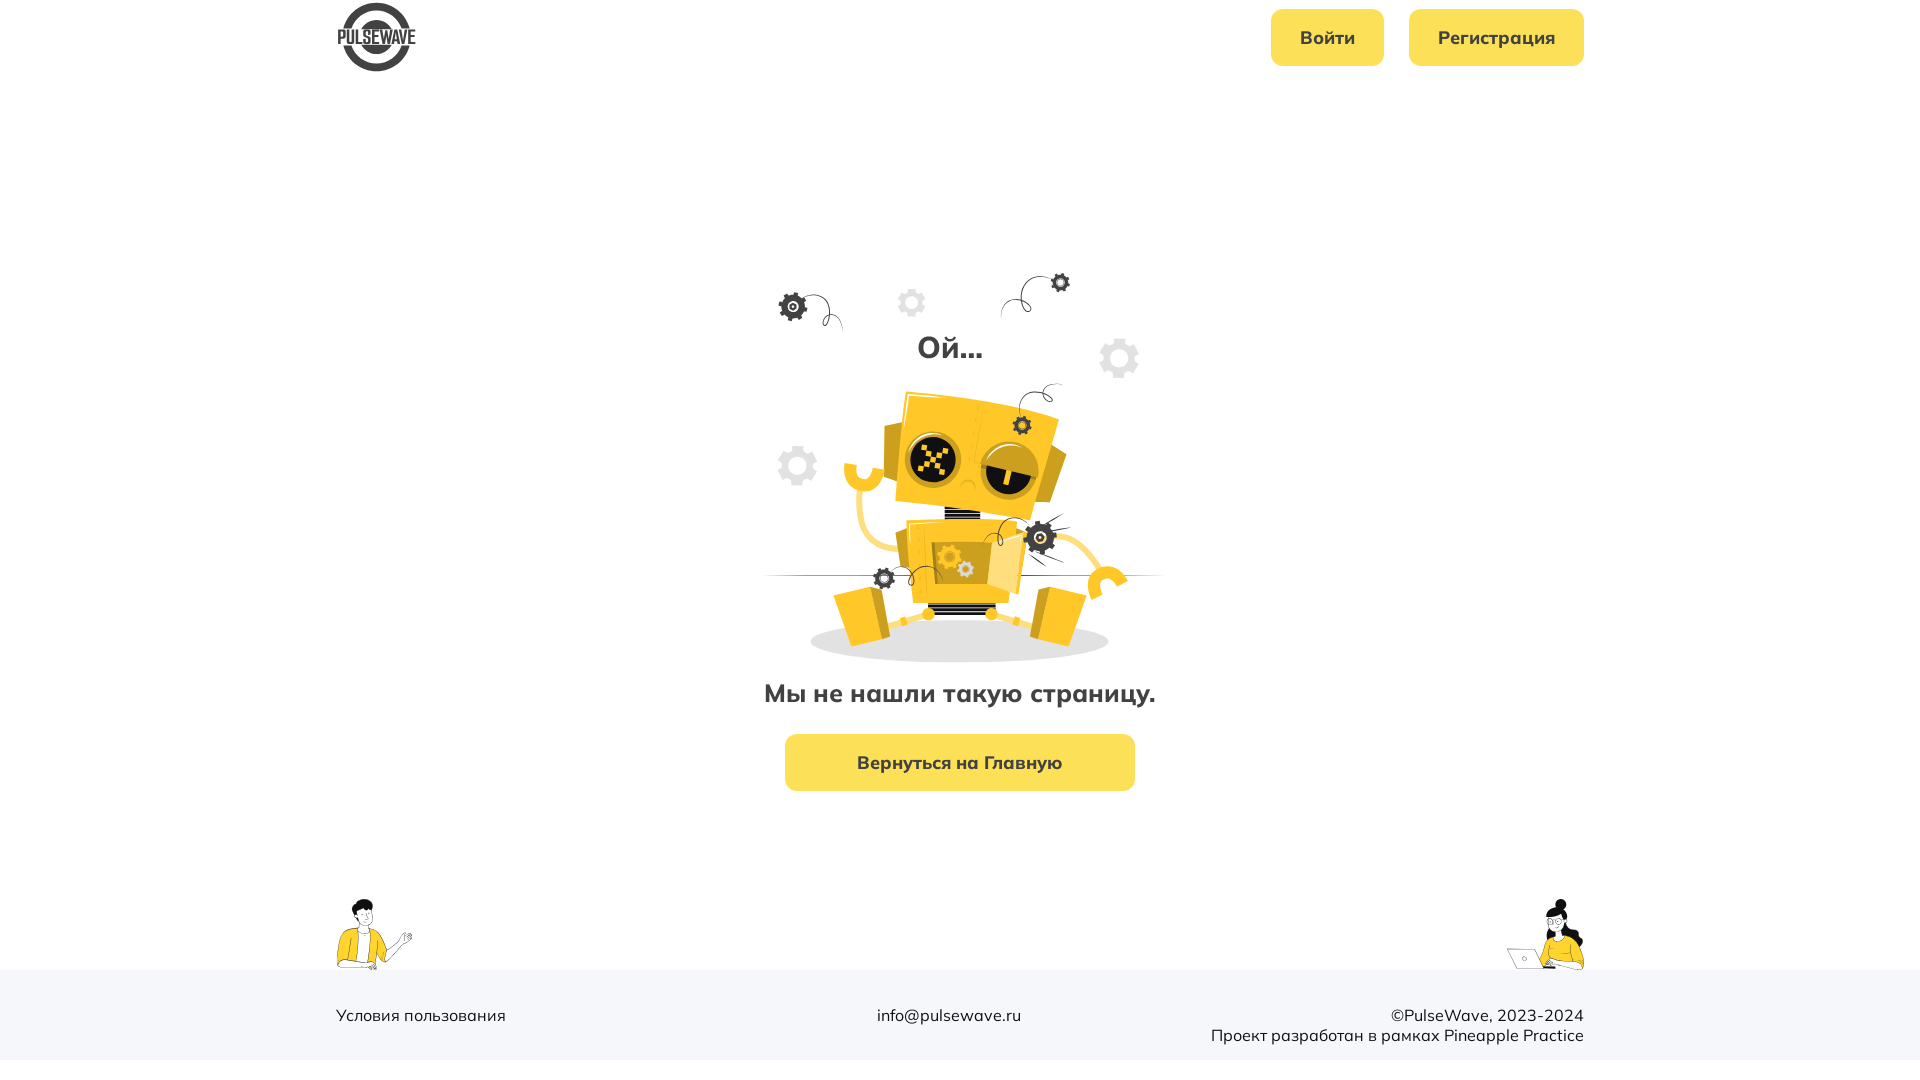 PULSEWAVE
Войти
Регистрация
Ой...
Мы не нашли такую страницу.
Вернуться на Главную
Условия пользования
info@pulsewave.ru
©PulseWave, 2023-2024
Проект разработан в рамках Pineapple Practice